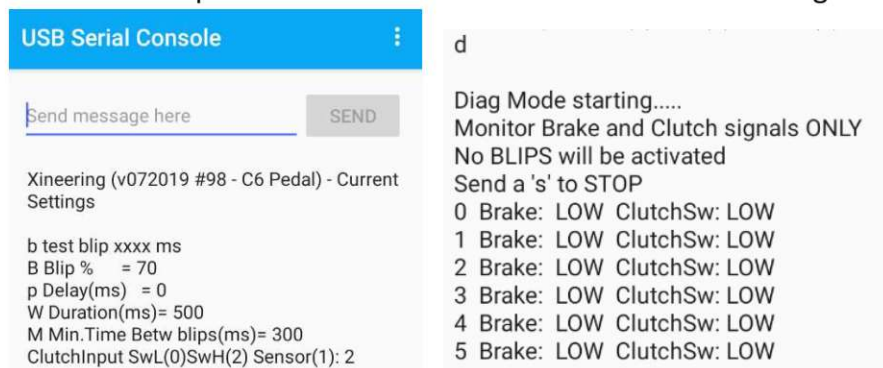 USB Serial Console
Send message here
SEND
Xineering (v072019 #98 - C6 Pedal) - Current
Settings
b test blip xxxx ms
B Blip % = 70
p Delay(ms) = 0
W Duration(ms)= 500
M Min.Time Betw blips(ms)= 300
ClutchInput SwL(0)SwH(2) Sensor(1): 2
d
Diag Mode starting.....
Monitor Brake and Clutch signals ONLY
No BLIPS will be activated
Send a 's' to STOP
0 Brake: LOW ClutchSw: LOW
1 Brake: LOW ClutchSw: LOW
2 Brake: LOW ClutchSw: LOW
3 Brake: LOW ClutchSw: LOW
4 Brake: LOW ClutchSw: LOW
5 Brake: LOW ClutchSw: LOW